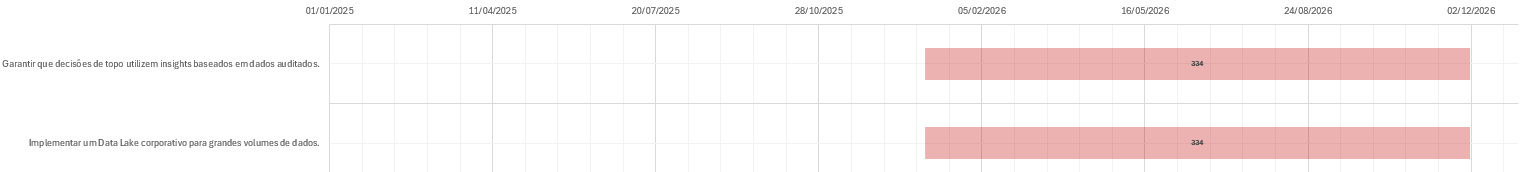 01/01/2025 11/04/2025 20/07/2025 28/10/2025 05/02/2026 16/05/2026 24/08/2026 02/12/2026
Garantir que decisões de topo utilizem insights baseados em dados auditados. 334
Implementar um Data Lake corporativo para grandes volumes de dados. 334